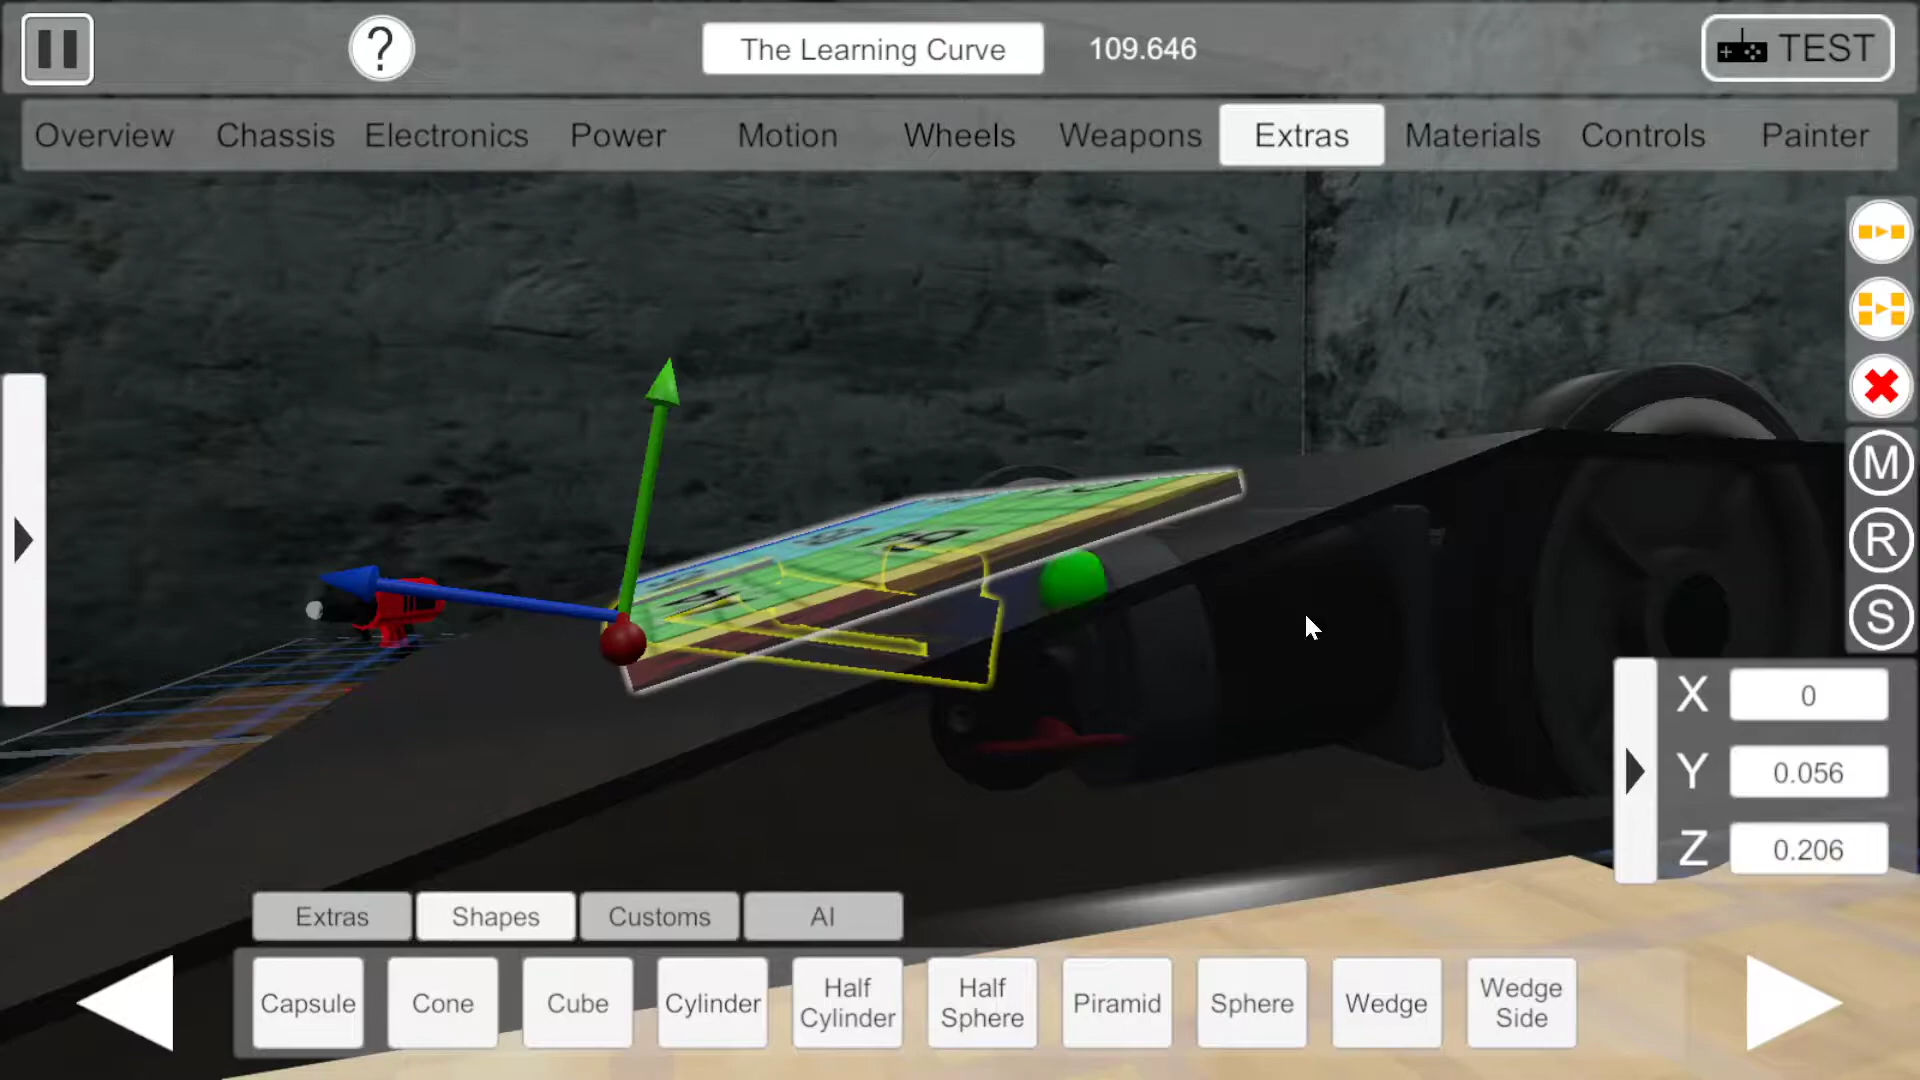 ?
The Learning Curve
109.646
TEST
Overview
Chassis
Electronics
Power
Motion
Wheels
Weapons
Extras
Materials
Controls
Painter
M
R
S
X
0
Y
0.056
Z
0.206
Extras
Shapes
Customs
AI
Capsule
Cone
Cube
Cylinder
Half
Cylinder
Half
Sphere
Piramid
Sphere
Wedge
Wedge
Side